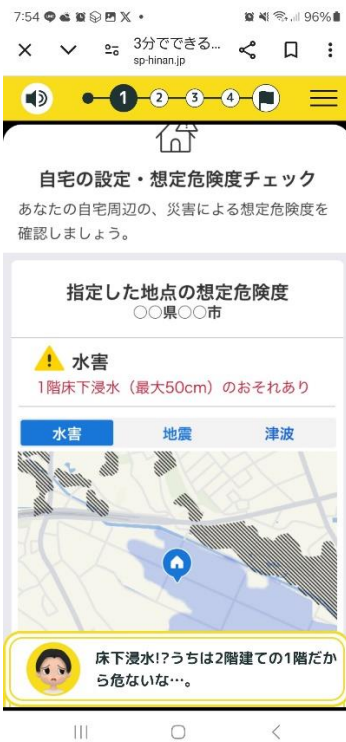 7:54
96%
3分でできる...
sp-hinan.jp
1 2 3 4
自宅の設定・想定危険度チェック
あなたの自宅周辺の、災害による想定危険度を
確認しましょう。
指定した地点の想定危険度
○○県○○市
水害
1階床下浸水（最大50cm）のおそれあり
水害 地震 津波
床下浸水!?うちは2階建ての1階だか
ら危ないな…。